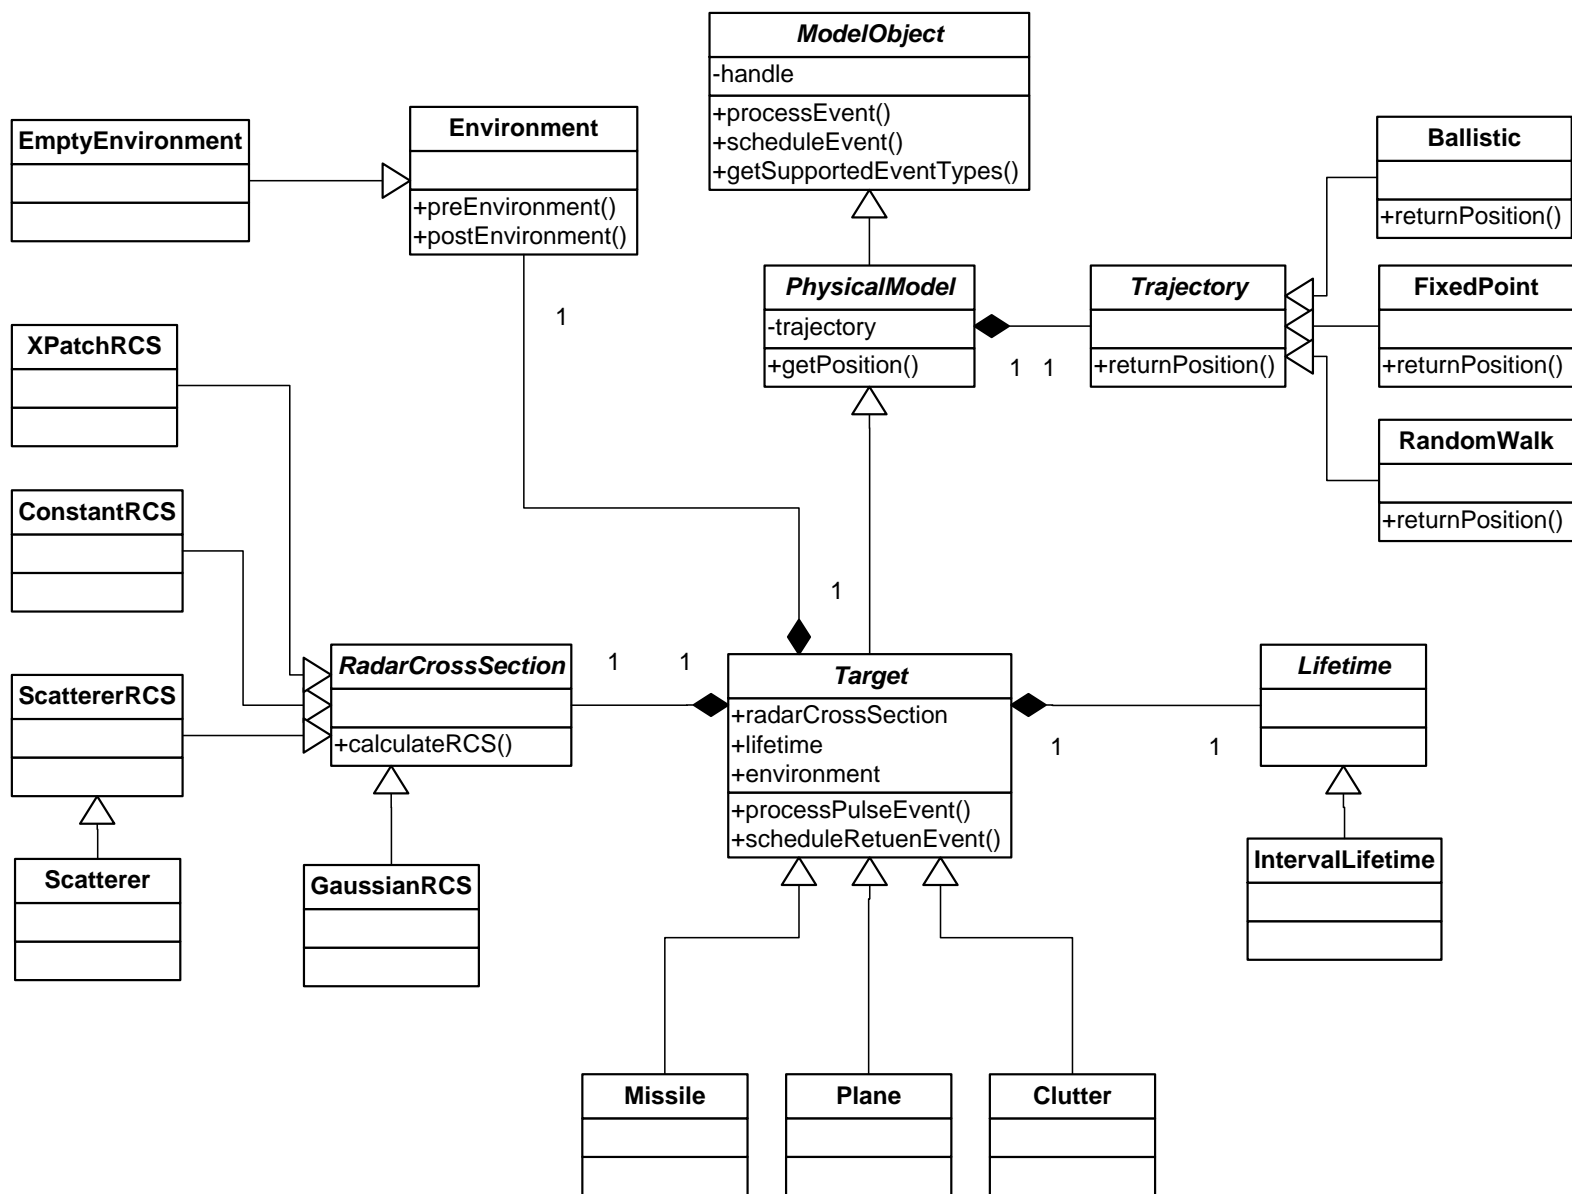 ModelObject
-handle
+processEvent()
+scheduleEvent()
+getSupportedEventTypes()
EmptyEnvironment
Environment
+preEnvironment()
+postEnvironment()
Ballistic
+returnPosition()
PhysicalModel
-trajectory
+getPosition()
Trajectory
+returnPosition()
FixedPoint
+returnPosition()
1
1 1
XPatchRCS
RandomWalk
+returnPosition()
ConstantRCS
1
RadarCrossSection
+calculateRCS()
1 1
Target
+radarCrossSection
+lifetime
+environment
+processPulseEvent()
+scheduleRetuenEvent()
Lifetime
1 1
ScattererRCS
Scatterer
GaussianRCS
IntervalLifetime
Missile
Plane
Clutter